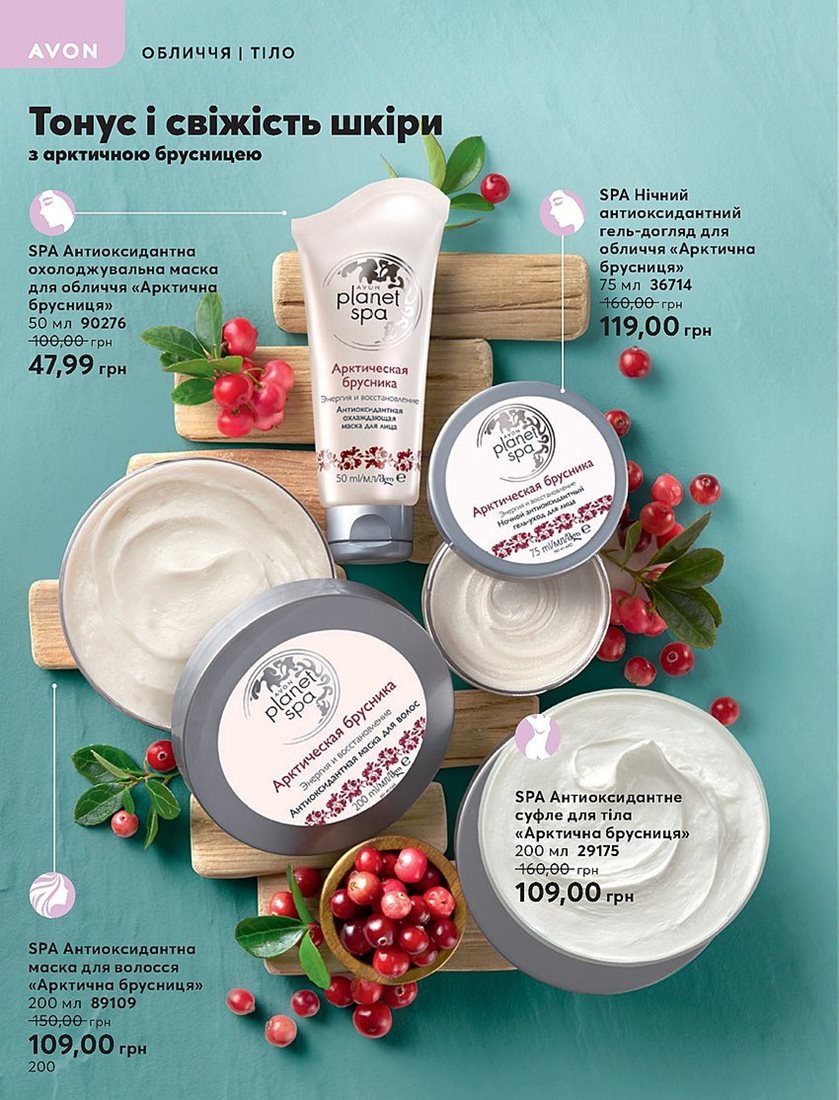 AVON
ОБЛИЧЧЯ | ТІЛО
Тонус і свіжість шкіри
з арктичною брусницею
SPA Антиоксидантна
охолоджувальна маска
для обличчя «Арктична
брусниця»
50 мл 90276
100,00 грн
47,99 грн
SPA Нічний
антиоксидантний
гель-догляд для
обличчя «Арктична
брусниця»
75 мл 36714
160,00 грн
119,00 грн
AVON
planet
spa
Арктическая
брусника
Энергия и восстановление
Антиоксидантная
охлаждающая
маска для лица
50 ml/мл/
AVON
planet
spa
Арктическая брусника
Энергия и восстановление
Ночной антиоксидантный
гель-уход для лица
75 ml/мл/
AVON
planet
spa
Арктическая брусника
Энергия и восстановление
Антиоксидантная маска для волос
200 ml/мл/
SPA Антиоксидантне
суфле для тіла
«Арктична брусниця»
200 мл 29175
160,00 грн
109,00 грн
SPA Антиоксидантна
маска для волосся
«Арктична брусниця»
200 мл 89109
150,00 грн
109,00 грн
200